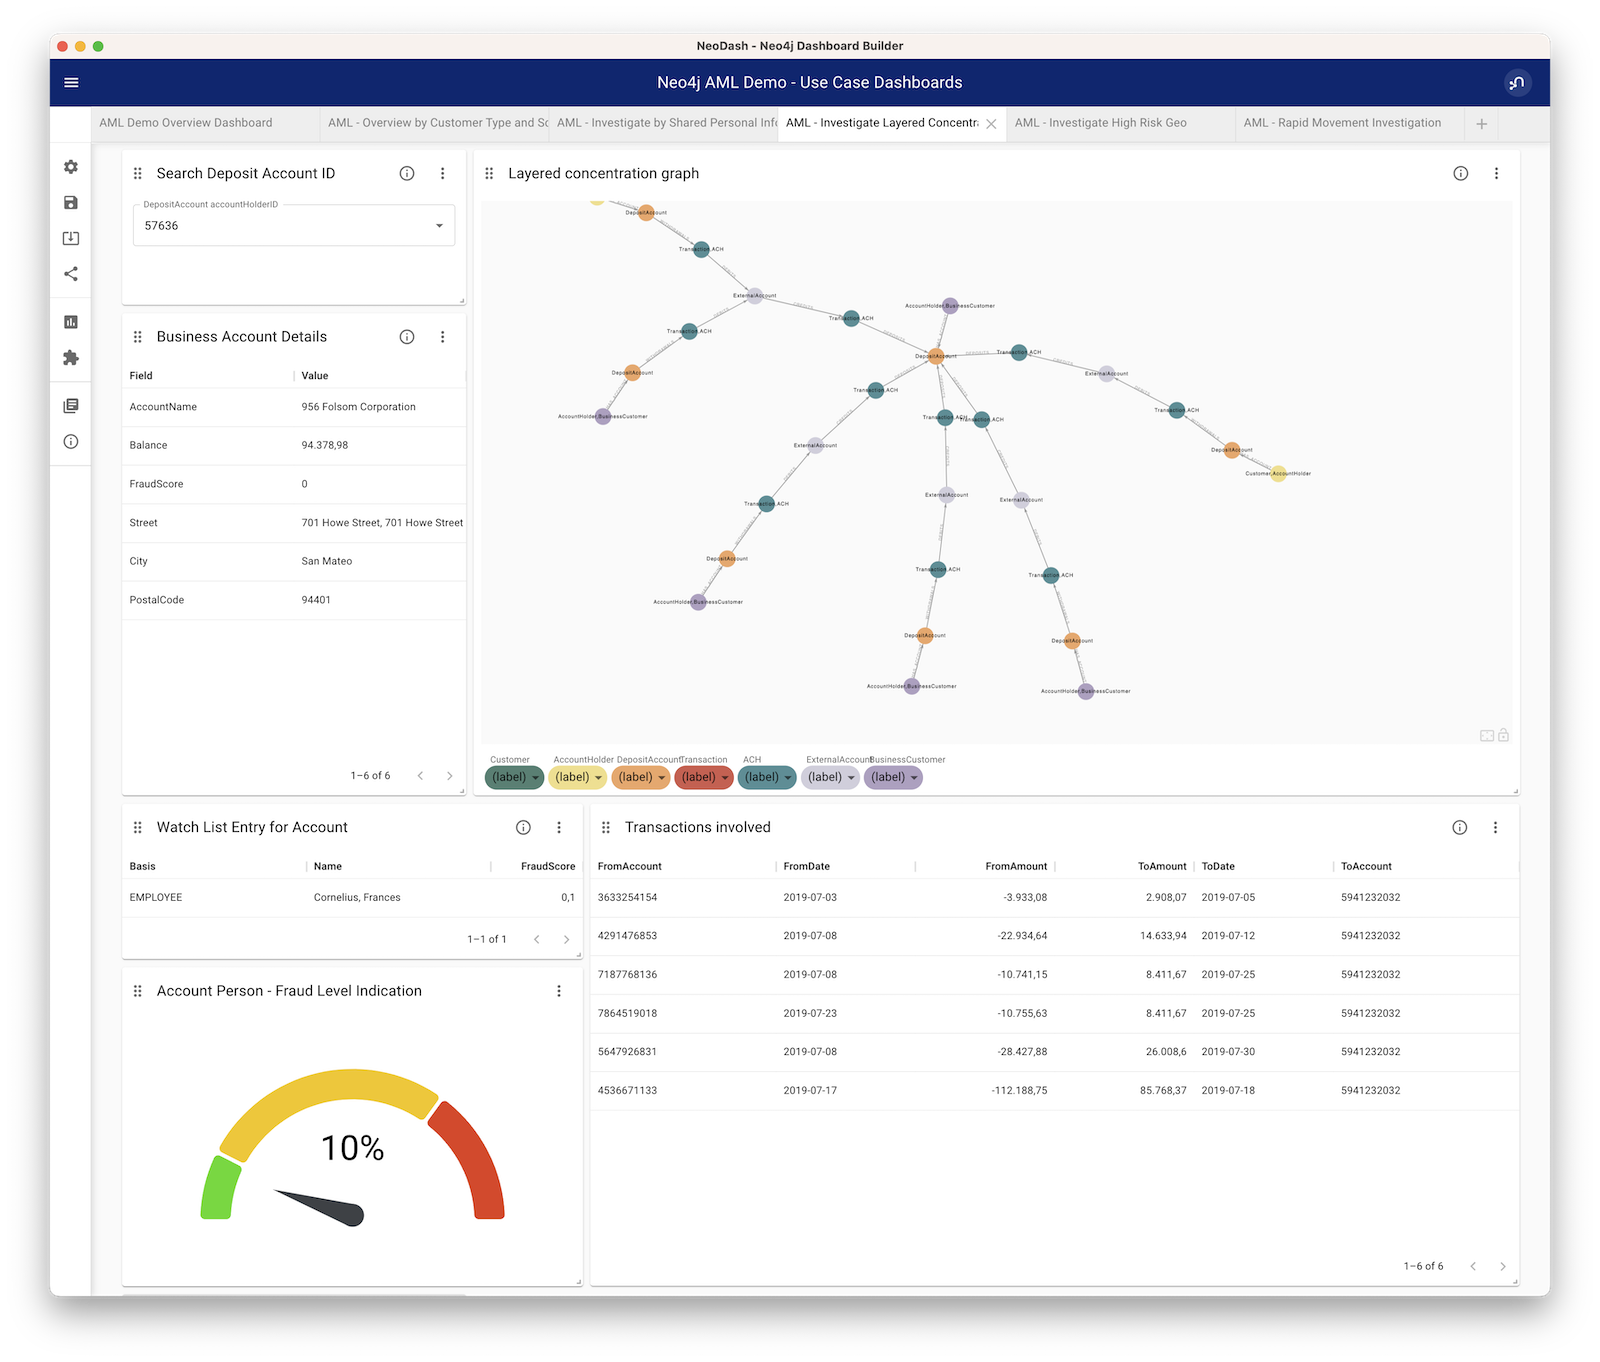 NeoDash - Neo4j Dashboard Builder
Neo4j AML Demo - Use Case Dashboards
AML Demo Overview Dashboard
AML - Overview by Customer Type and Sc
AML - Investigate by Shared Personal Info
AML - Investigate Layered Concentra
AML - Investigate High Risk Geo
AML - Rapid Movement Investigation
Search Deposit Account ID
DepositAccount accountHolderID
57636
Business Account Details
Field Value
AccountName 956 Folsom Corporation
Balance 94.378,98
FraudScore 0
Street 701 Howe Street, 701 Howe Street
City San Mateo
PostalCode 94401
1–6 of 6
Layered concentration graph
DepositAccount
Transaction,ACH
ExternalAccount
AccountHolder,BusinessCustomer
Transaction,ACH
Transaction,ACH
DepositAccount
Transaction,ACH
ExternalAccount
DepositAccount
Transaction,ACH
Transaction,ACH
AccountHolder,BusinessCustomer
Transaction,ACH
Transaction,ACH
ExternalAccount
DepositAccount
Customer,AccountHolder
ExternalAccount
ExternalAccount
Transaction,ACH
DepositAccount
Transaction,ACH
Transaction,ACH
AccountHolder,BusinessCustomer
DepositAccount
DepositAccount
AccountHolder,BusinessCustomer
AccountHolder,BusinessCustomer
Customer AccountHolder DepositAccount Transaction ACH ExternalAccount BusinessCustomer
(label) (label) (label) (label) (label) (label) (label)
Watch List Entry for Account
Basis Name FraudScore
EMPLOYEE Cornelius, Frances 0,1
1–1 of 1
Account Person - Fraud Level Indication
10%
Transactions involved
FromAccount FromDate FromAmount ToAmount ToDate ToAccount
3633254154 2019-07-03 -3.933,08 2.908,07 2019-07-05 5941232032
4291476853 2019-07-08 -22.934,64 14.633,94 2019-07-12 5941232032
7187768136 2019-07-08 -10.741,15 8.411,67 2019-07-25 5941232032
7864519018 2019-07-23 -10.755,63 8.411,67 2019-07-25 5941232032
5647926831 2019-07-08 -28.427,88 26.008,6 2019-07-30 5941232032
4536671133 2019-07-17 -112.188,75 85.768,37 2019-07-18 5941232032
1–6 of 6